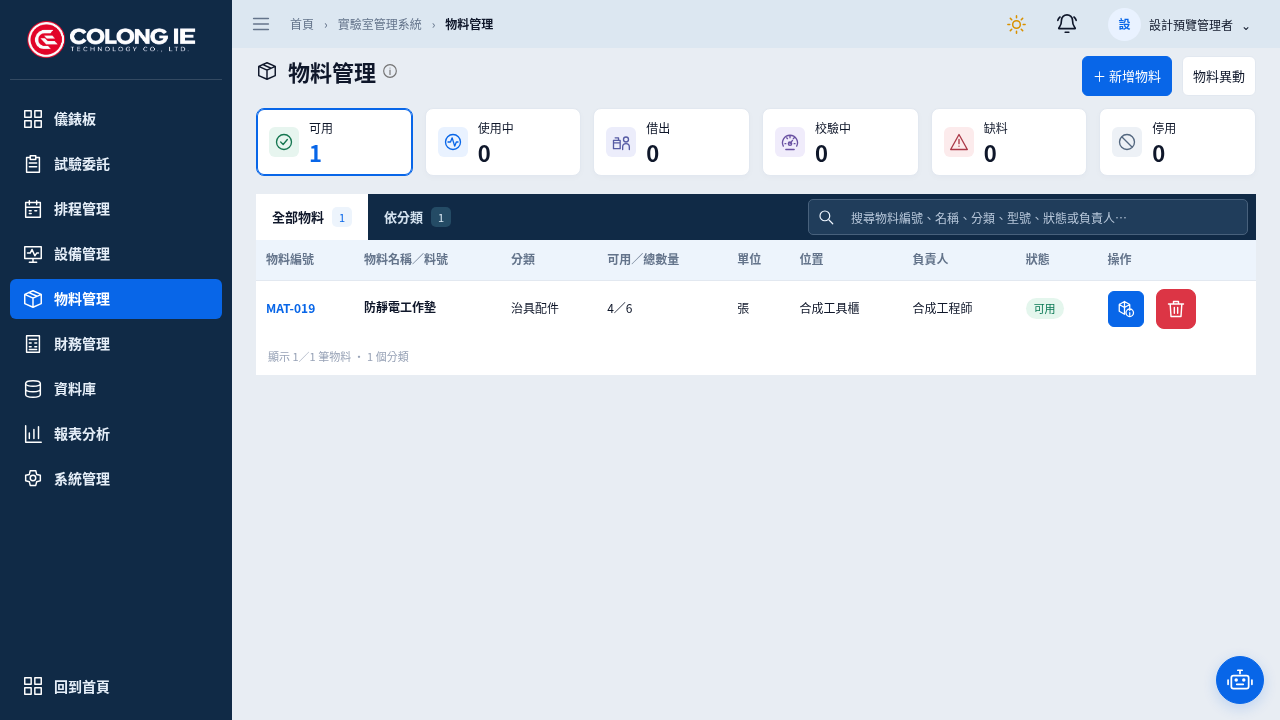 COLONG IE
TECHNOLOGY CO., LTD.
儀錶板
試驗委託
排程管理
設備管理
物料管理
財務管理
資料庫
報表分析
系統管理
回到首頁
首頁 › 實驗室管理系統 › 物料管理
設 設計預覽管理者
物料管理
＋ 新增物料 物料異動
可用 1
使用中 0
借出 0
校驗中 0
缺料 0
停用 0
全部物料 1 依分類 1 搜尋物料編號、名稱、分類、型號、狀態或負責人…
物料編號 物料名稱／料號 分類 可用／總數量 單位 位置 負責人 狀態 操作
MAT-019 防靜電工作墊 治具配件 4／6 張 合成工具櫃 合成工程師 可用
顯示 1／1 筆物料 · 1 個分類